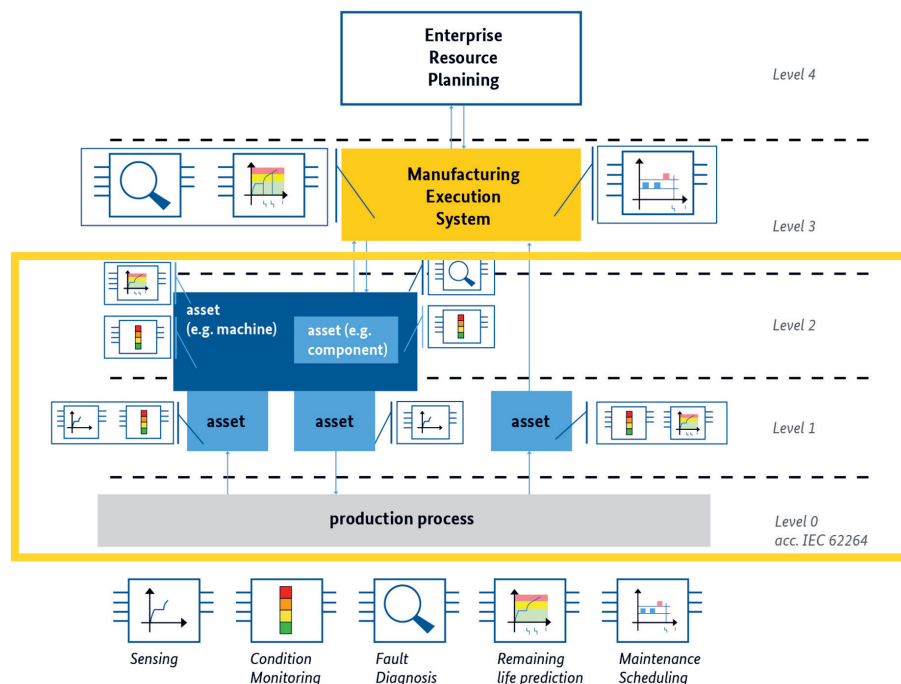 Enterprise
Resource
Planining
Level 4
Manufacturing
Execution
System
Level 3
asset
(e.g. machine)
asset (e.g.
component)
Level 2
asset
asset
asset
Level 1
production process
Level 0
acc. IEC 62264
Sensing
Condition
Monitoring
Fault
Diagnosis
Remaining
life prediction
Maintenance
Scheduling